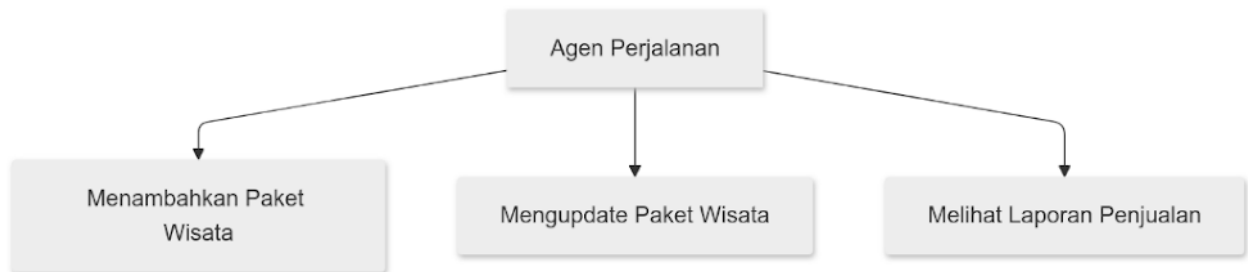 Agen Perjalanan
Menambahkan Paket
Wisata
Mengupdate Paket Wisata
Melihat Laporan Penjualan